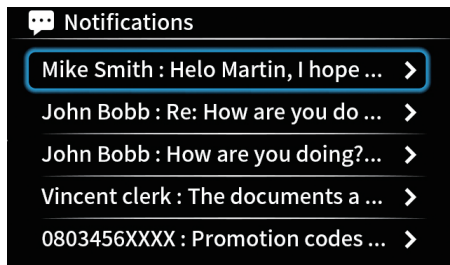 Notifications
Mike Smith : Helo Martin, I hope ...
John Bobb : Re: How are you do ...
John Bobb : How are you doing?...
Vincent clerk : The documents a ...
0803456XXXX : Promotion codes ...